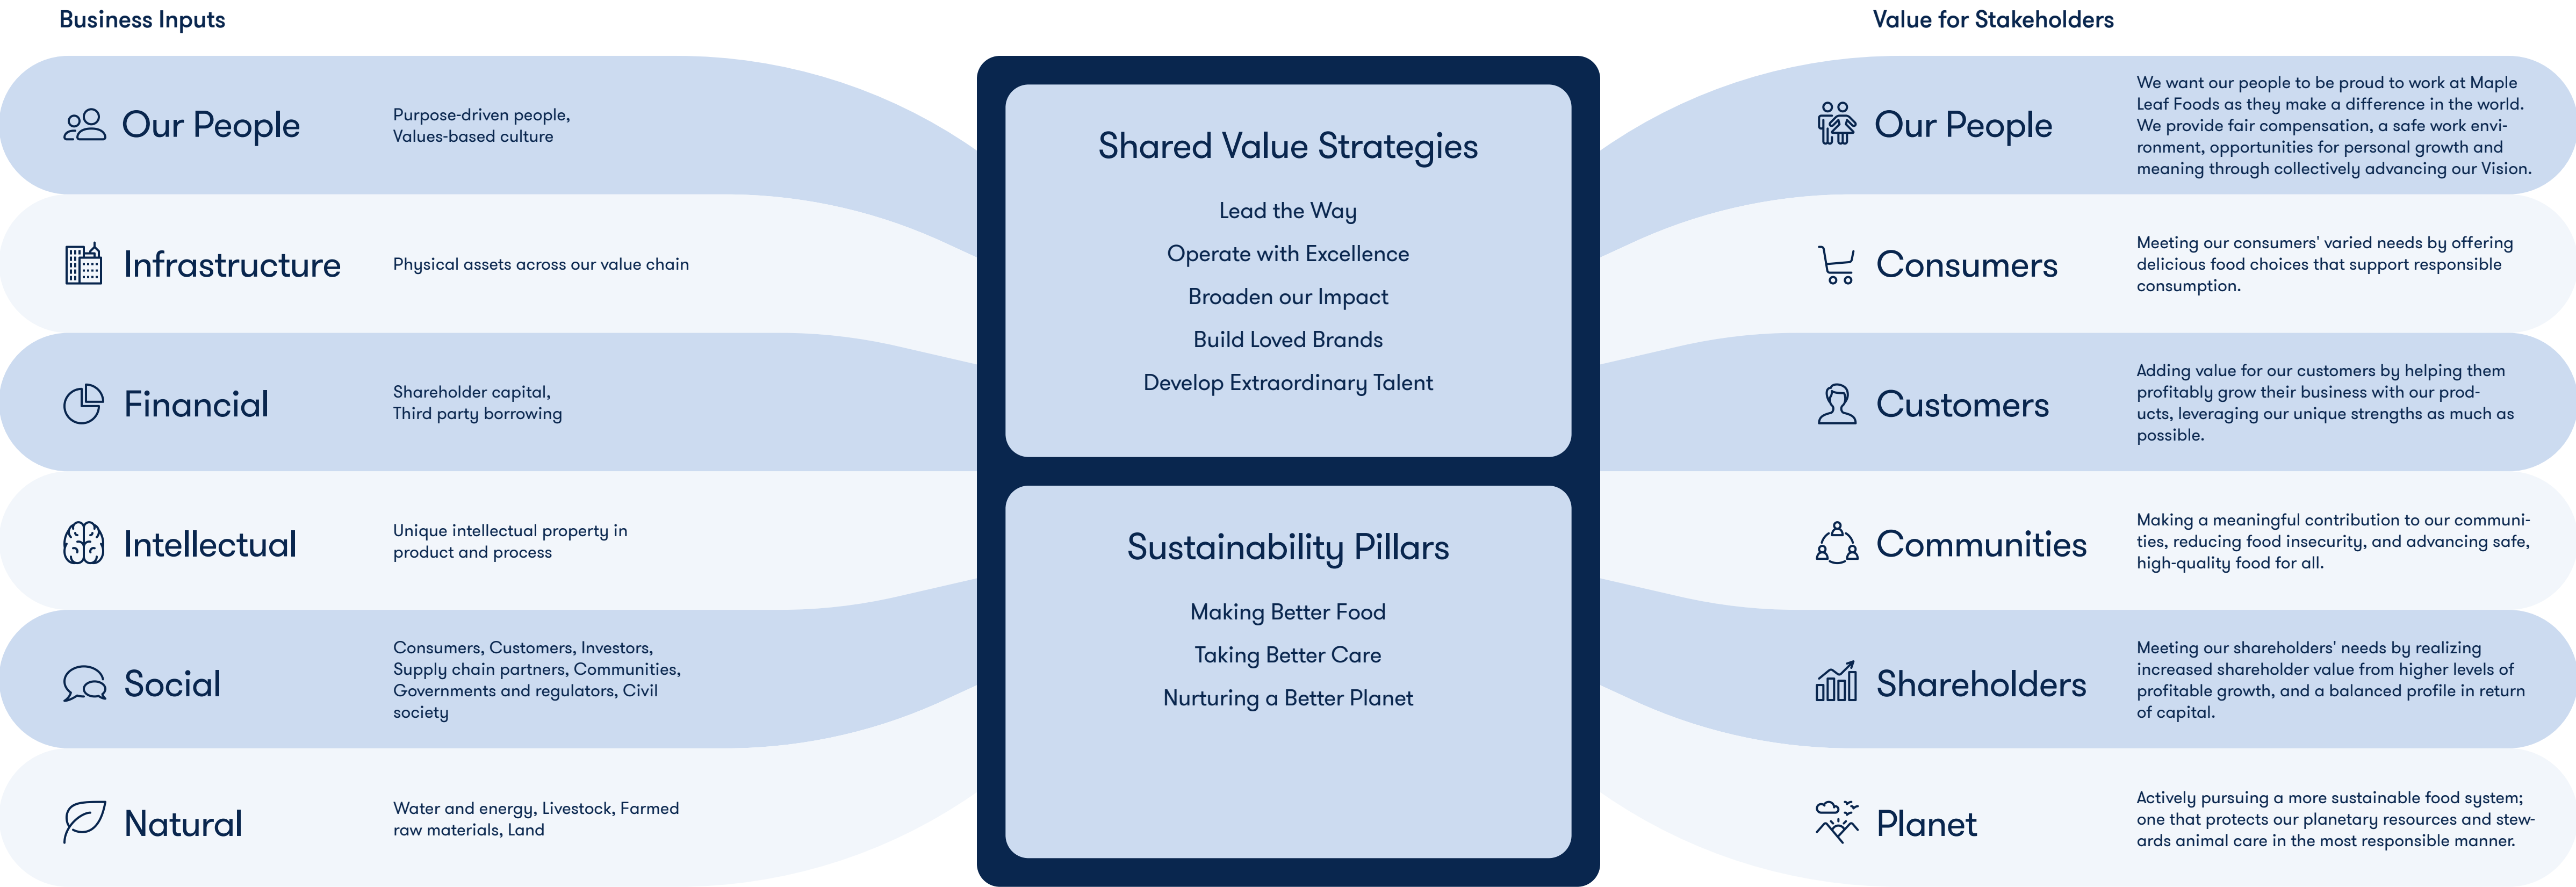 Business Inputs
Our People
Purpose-driven people,
Values-based culture
Infrastructure
Physical assets across our value chain
Financial
Shareholder capital,
Third party borrowing
Intellectual
Unique intellectual property in
product and process
Social
Consumers, Customers, Investors,
Supply chain partners, Communities,
Governments and regulators, Civil
society
Natural
Water and energy, Livestock, Farmed
raw materials, Land
Shared Value Strategies
Lead the Way
Operate with Excellence
Broaden our Impact
Build Loved Brands
Develop Extraordinary Talent
Sustainability Pillars
Making Better Food
Taking Better Care
Nurturing a Better Planet
Value for Stakeholders
Our People
We want our people to be proud to work at Maple
Leaf Foods as they make a difference in the world.
We provide fair compensation, a safe work envi-
ronment, opportunities for personal growth and
meaning through collectively advancing our Vision.
Consumers
Meeting our consumers' varied needs by offering
delicious food choices that support responsible
consumption.
Customers
Adding value for our customers by helping them
profitably grow their business with our prod-
ucts, leveraging our unique strengths as much as
possible.
Communities
Making a meaningful contribution to our communi-
ties, reducing food insecurity, and advancing safe,
high-quality food for all.
Shareholders
Meeting our shareholders' needs by realizing
increased shareholder value from higher levels of
profitable growth, and a balanced profile in return
of capital.
Planet
Actively pursuing a more sustainable food system;
one that protects our planetary resources and stew-
ards animal care in the most responsible manner.